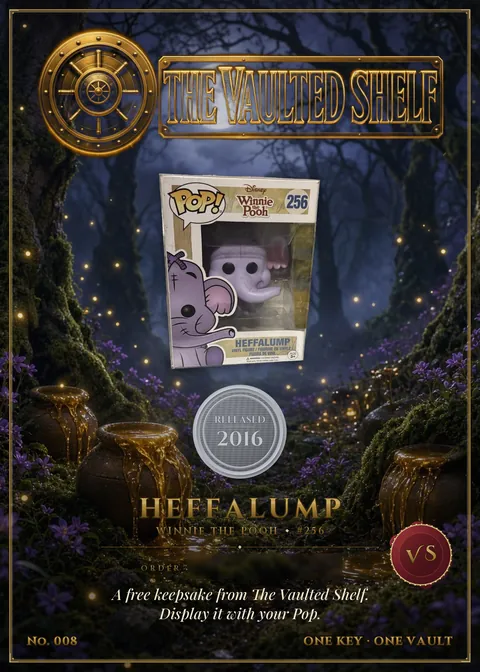 THE VAULTED SHELF
POP!
Disney
Winnie the Pooh
256
HEFFALUMP
RELEASED
2016
HEFFALUMP
WINNIE THE POOH • #256
ORDER
A free keepsake from The Vaulted Shelf.
Display it with your Pop.
VS
No. 008
ONE KEY · ONE VAULT